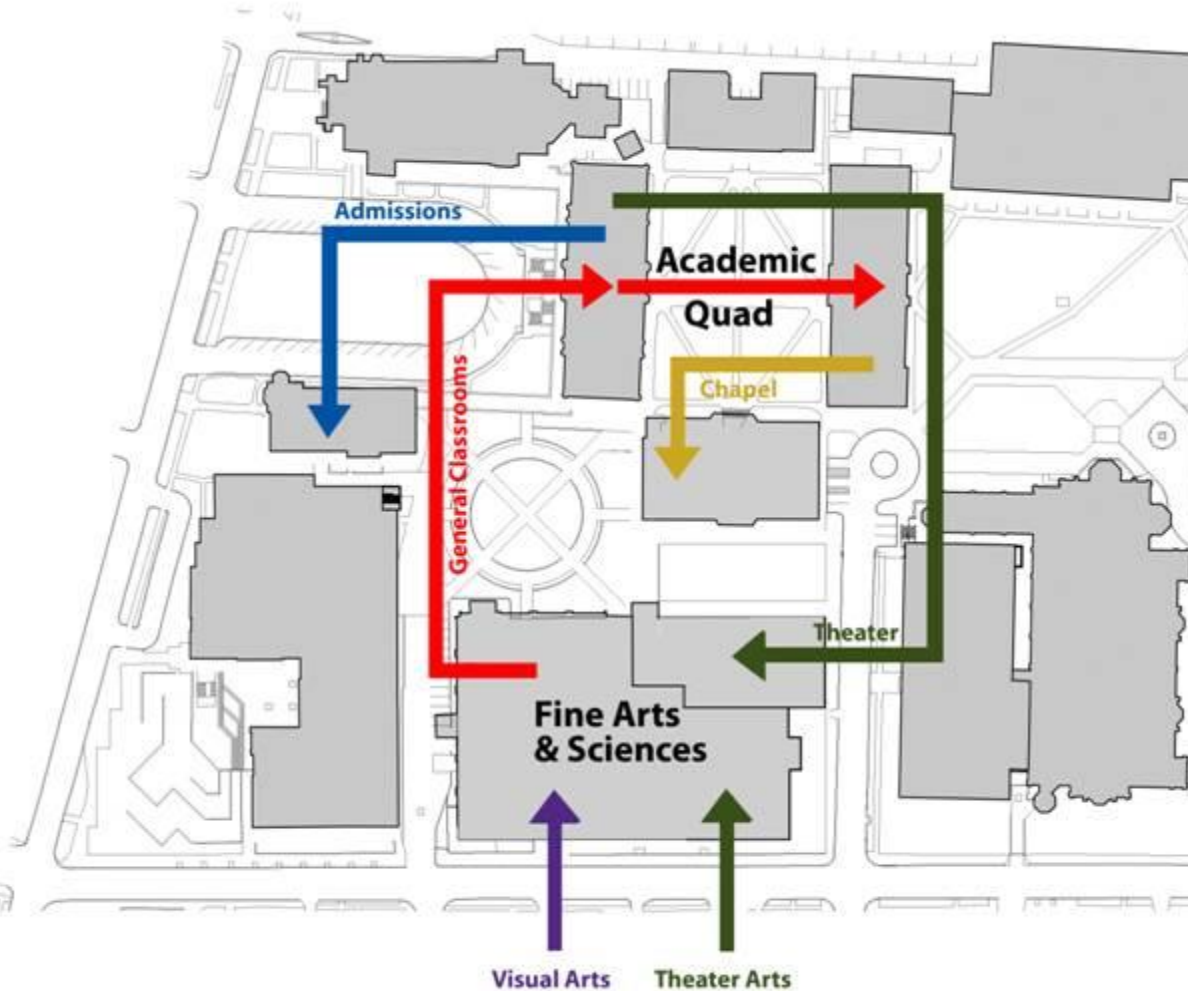 Admissions
Academic
Quad
Chapel
General Classrooms
Theater
Fine Arts
& Sciences
Visual Arts
Theater Arts